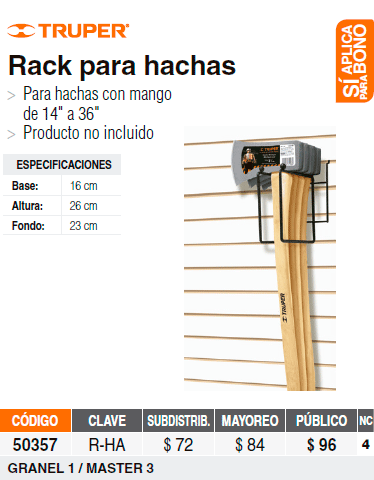 TRUPER®
SÍ APLICA PARA BONO
Rack para hachas
> Para hachas con mango
de 14" a 36"
> Producto no incluido
ESPECIFICACIONES
Base: 16 cm
Altura: 26 cm
Fondo: 23 cm
TRUPER
TRUPER
CÓDIGO CLAVE SUBDISTRIB. MAYOREO PÚBLICO NC
50357 R-HA $ 72 $ 84 $ 96 4
GRANEL 1 / MASTER 3